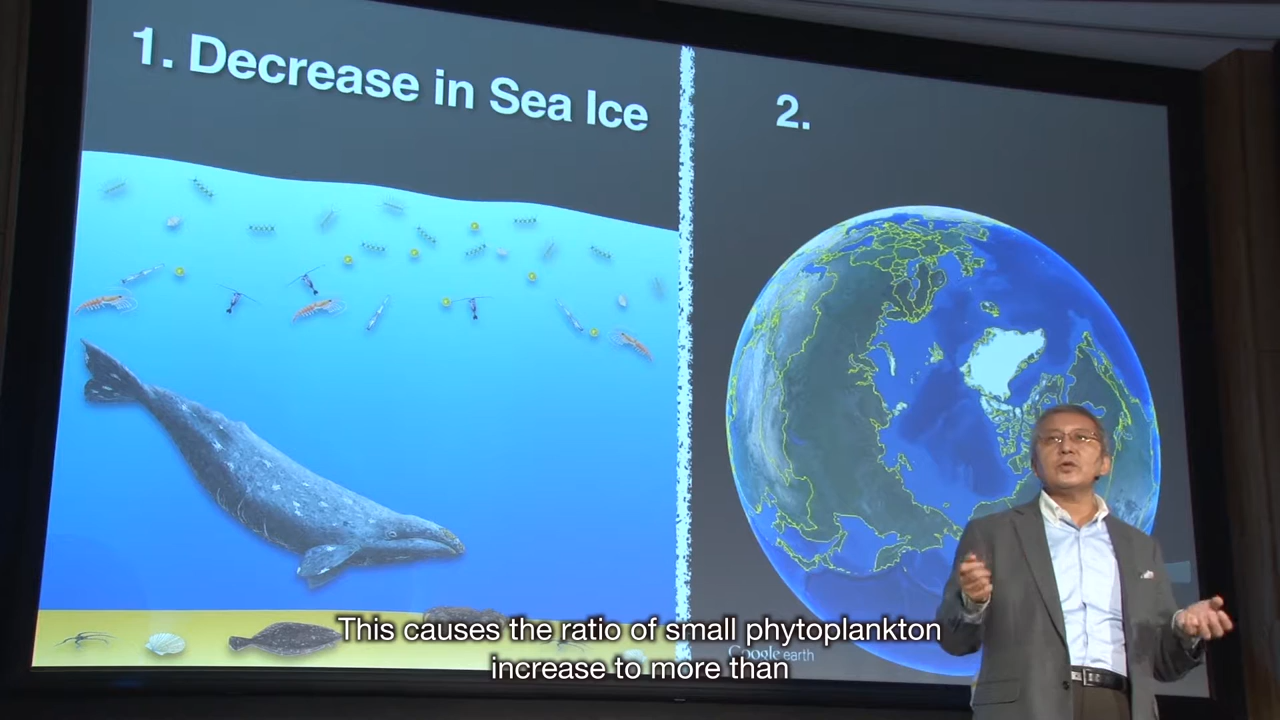 1. Decrease in Sea Ice
2.
This causes the ratio of small phytoplankton
increase to more than
Google earth